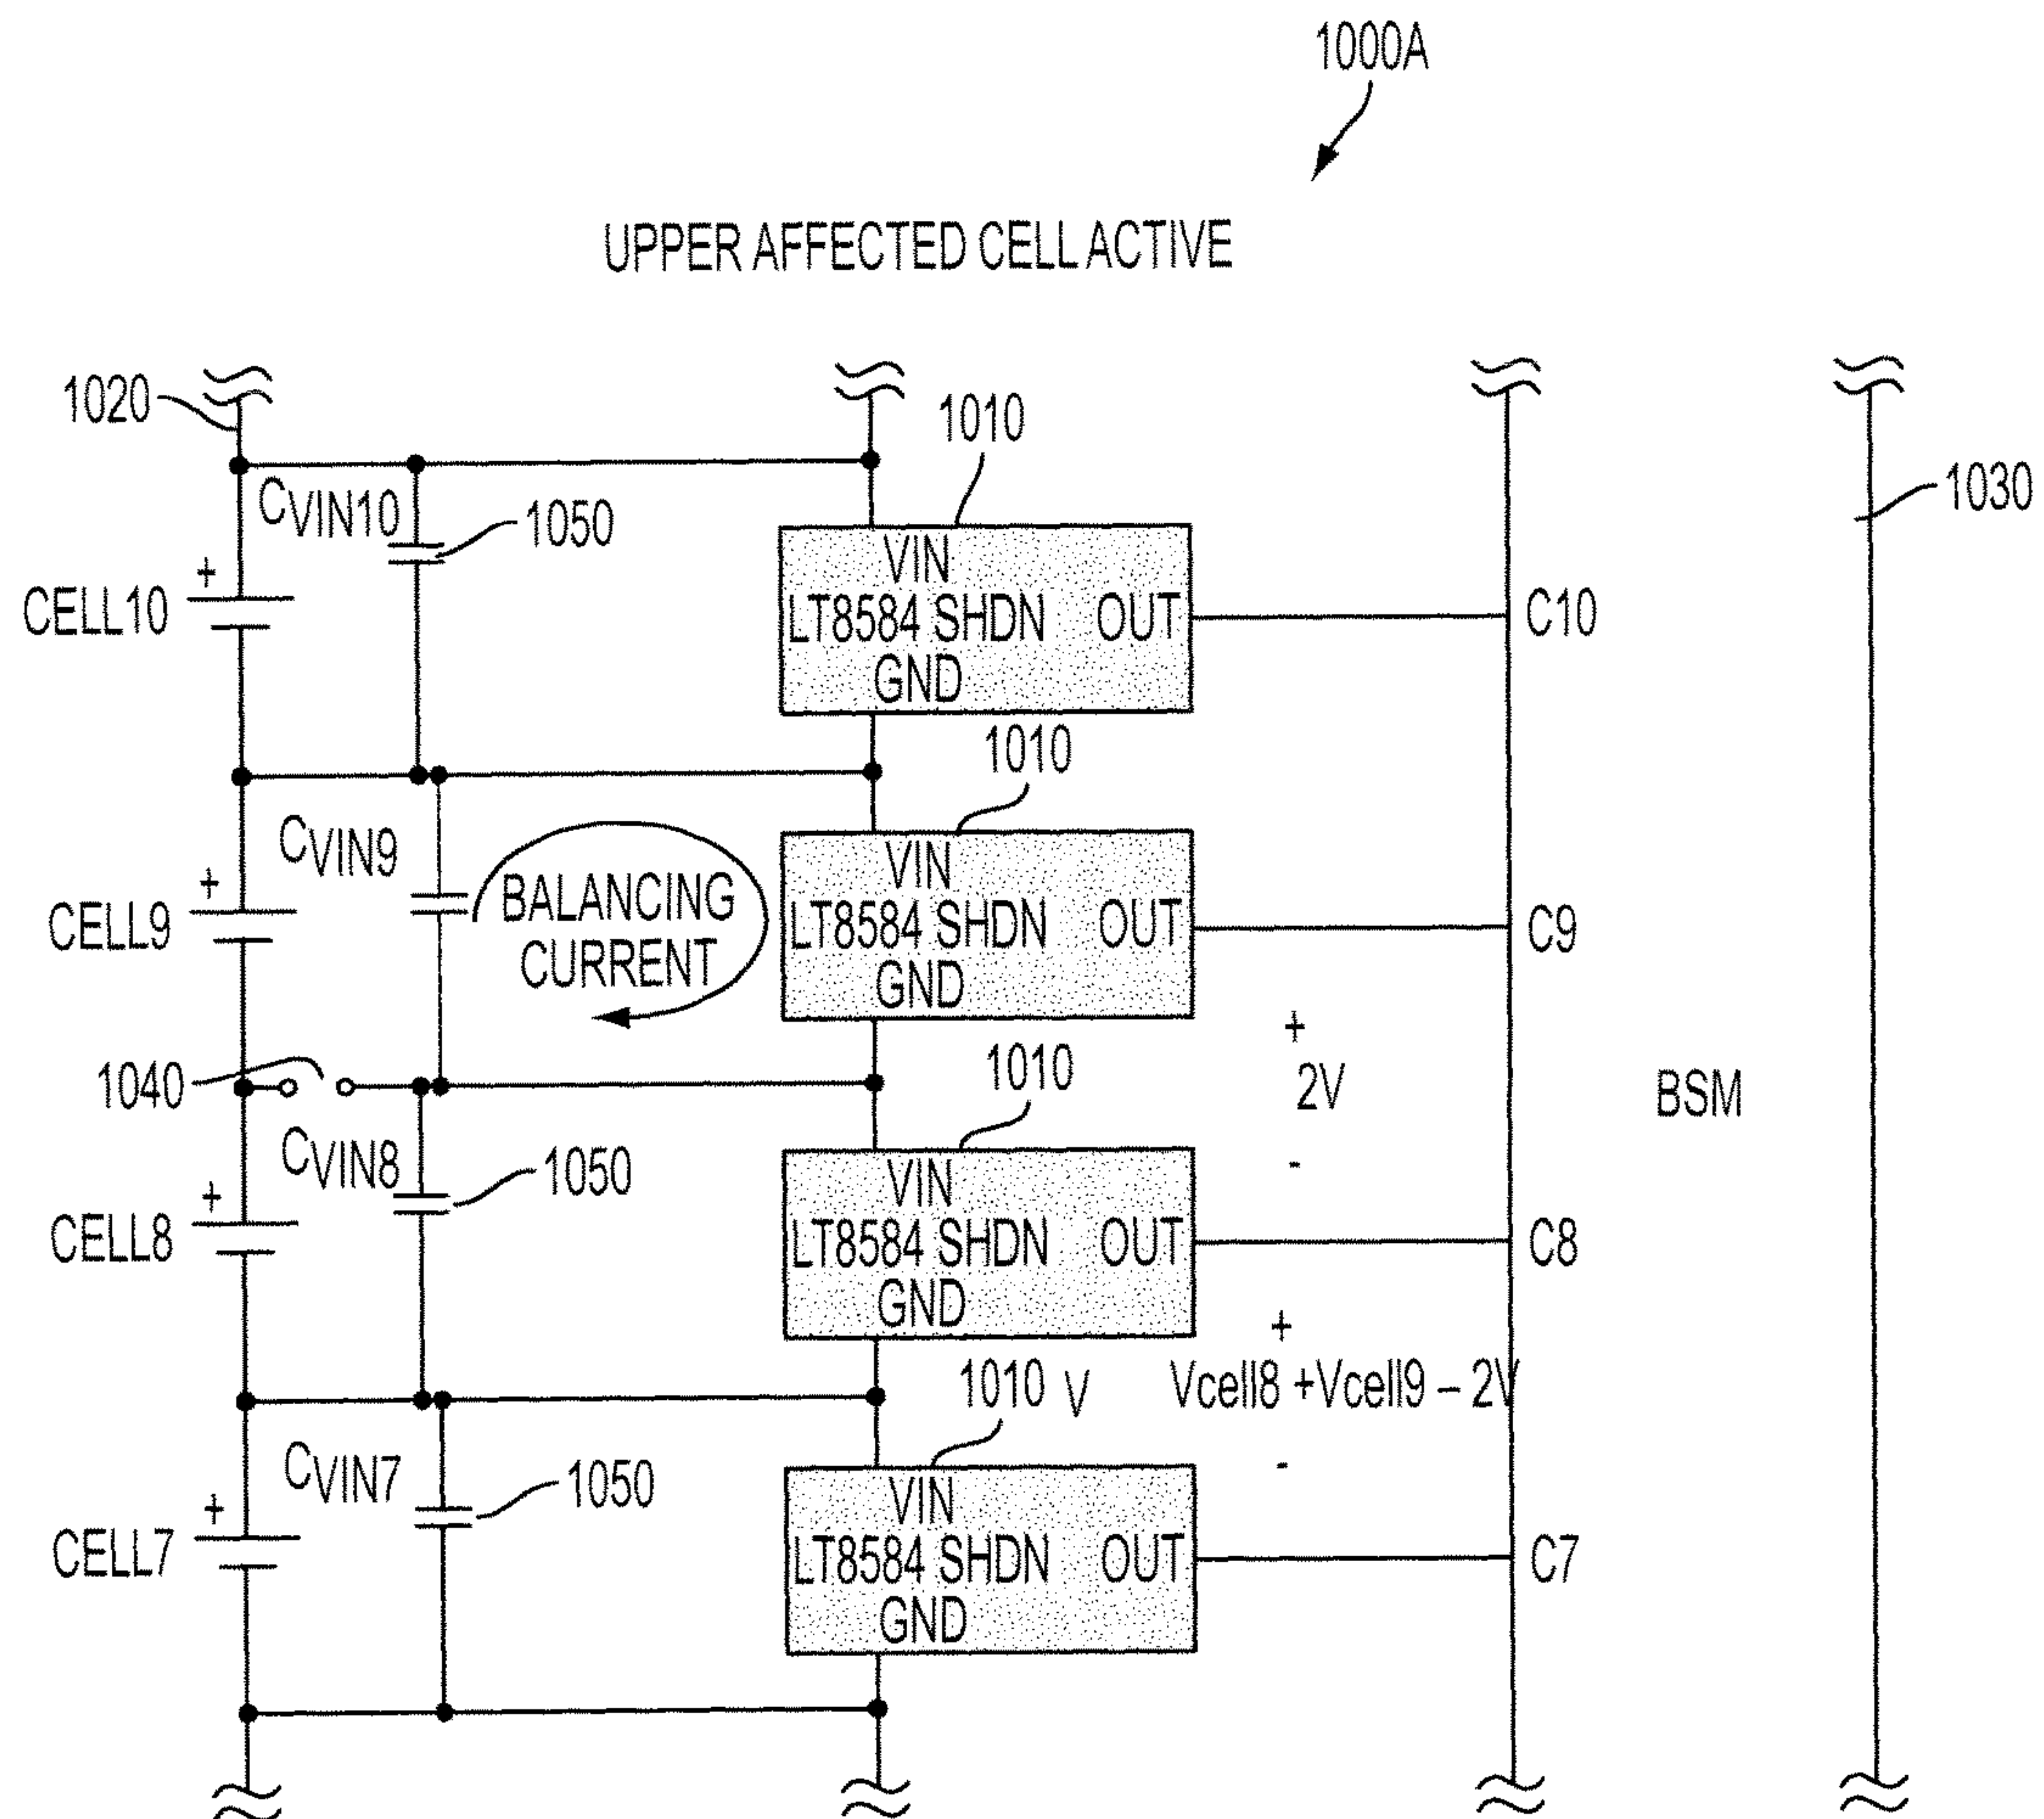 1000A
UPPER AFFECTED CELL ACTIVE
1020
1010
CVIN10
1050
1030
VIN
CELL10
+
LT8584 SHDN OUT
C10
GND
1010
CVIN9
VIN
BALANCING
CURRENT
CELL9
+
LT8584 SHDN OUT
C9
GND
+
2V
-
1040
1010
BSM
CVIN8
1050
VIN
CELL8
+
LT8584 SHDN OUT
C8
GND
+
1010 V
Vcell8 +Vcell9 – 2V
-
CVIN7
1050
VIN
CELL7
+
LT8584 SHDN OUT
C7
GND